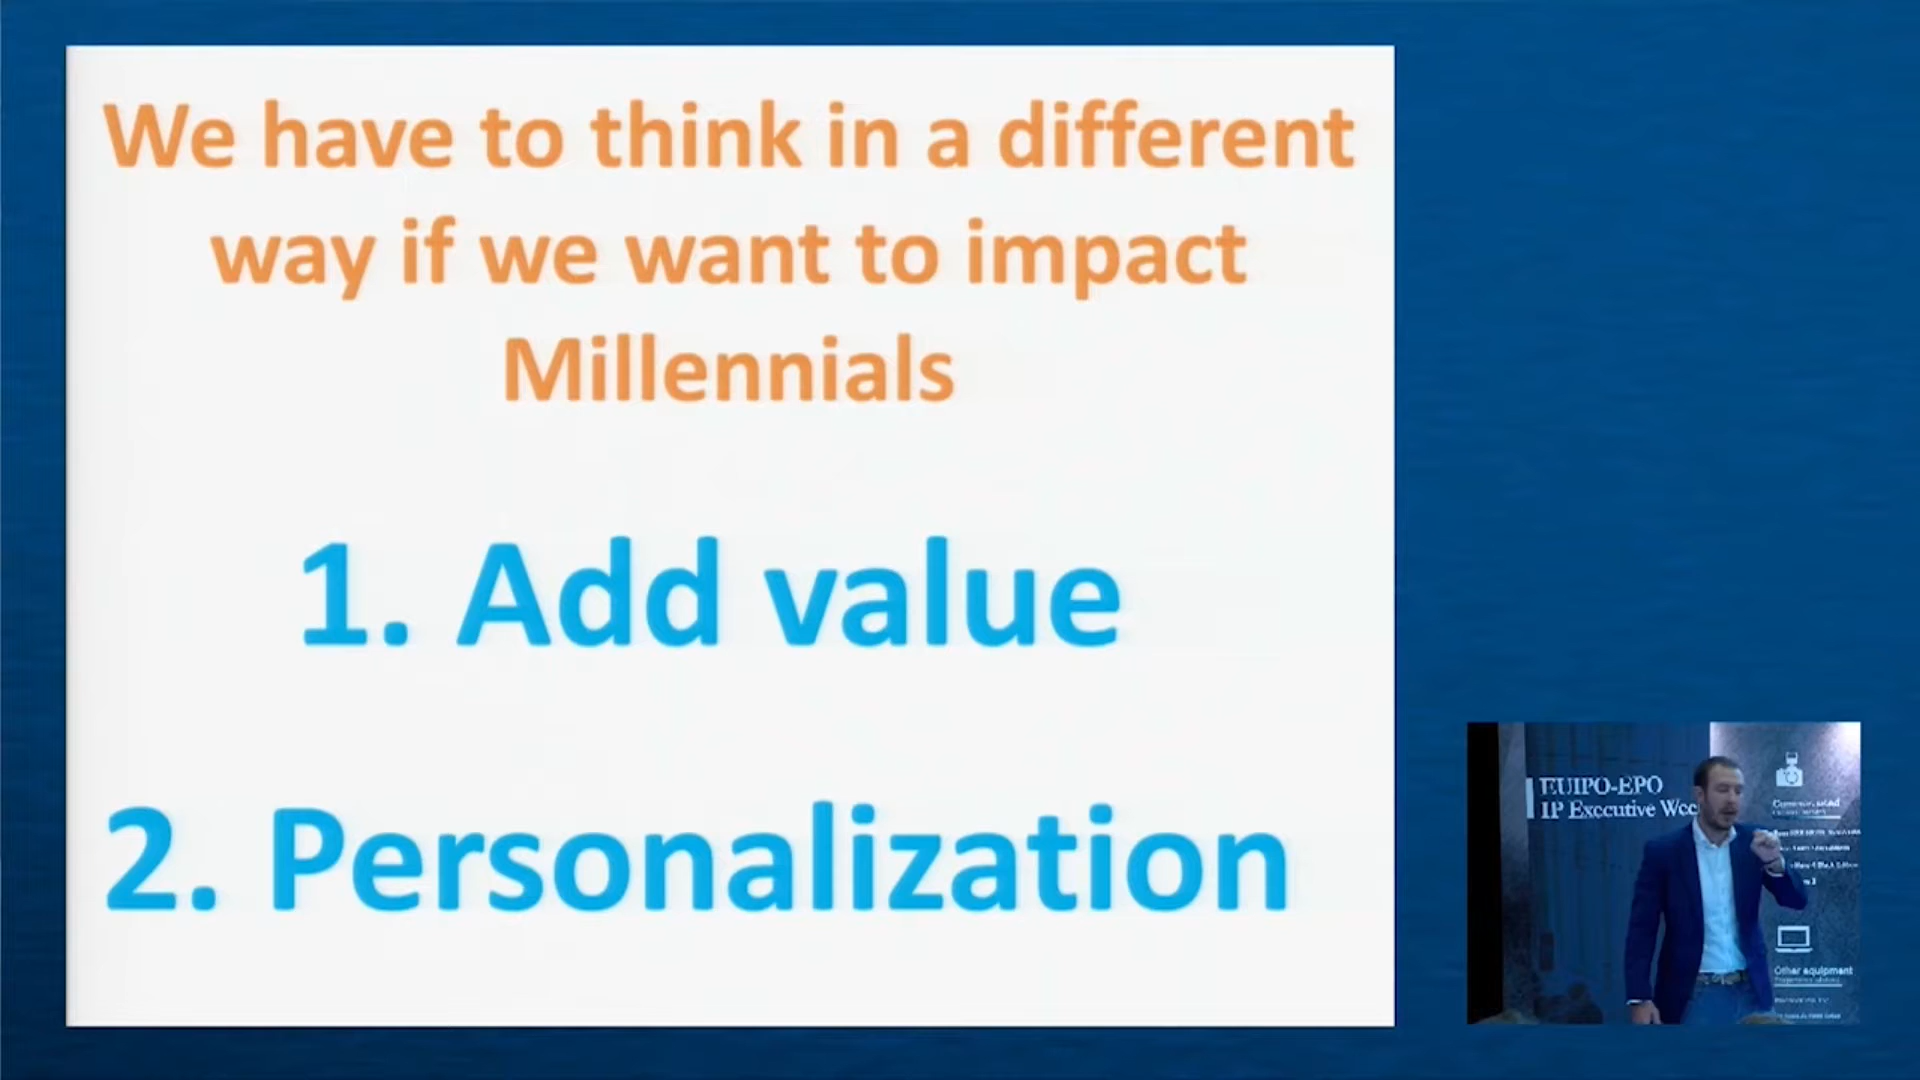 We have to think in a different
way if we want to impact
Millennials
1. Add value
2. Personalization
EUIPO-EPO
IP Executive
Other equipment